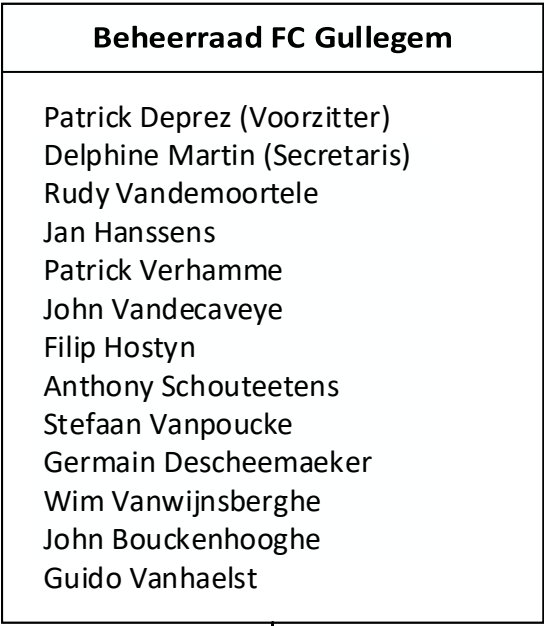 Beheerraad FC Gullegem
Patrick Deprez (Voorzitter)
Delphine Martin (Secretaris)
Rudy Vandemoortele
Jan Hanssens
Patrick Verhamme
John Vandecaveye
Filip Hostyn
Anthony Schouteetens
Stefaan Vanpoucke
Germain Descheemaeker
Wim Vanwijnsberghe
John Bouckenhooghe
Guido Vanhaelst